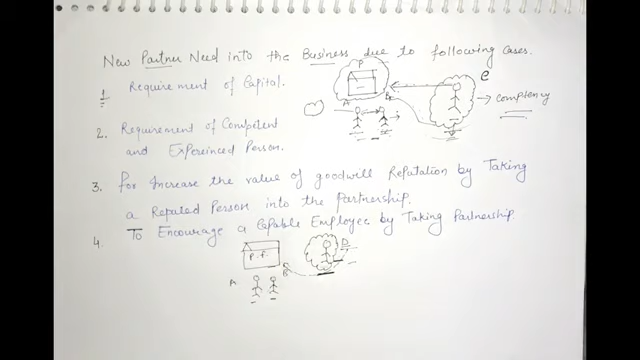 New Partner Need into the Business due to following Cases.
1 Requirement of Capital.
P
A
B
C
→ Comptency
2. Requirement of Competent
and Expereinced Person.
3. for Increase the value of goodwill Reputation by Taking
a Reputed Person into the Partnership.
4. To Encourage a Capable Employee by Taking Partnership
P.f.
A
B
D